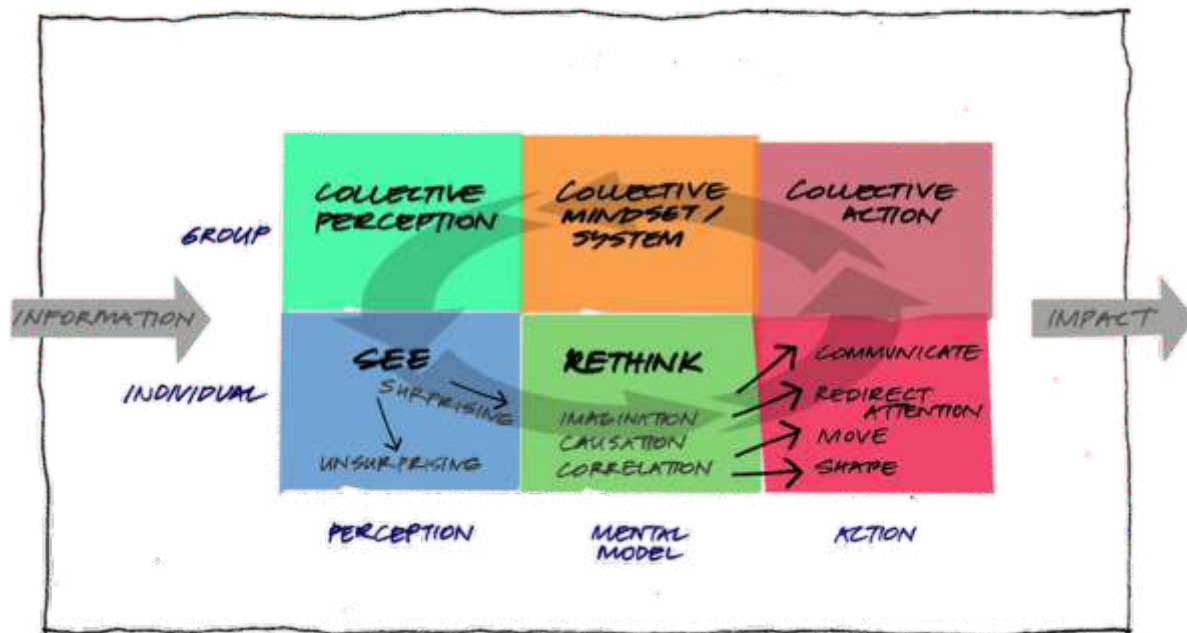 COLLECTIVE
PERCEPTION
COLLECTIVE
MINDSET/
SYSTEM
COLLECTIVE
ACTION
GROUP
INFORMATION
IMPACT
INDIVIDUAL
SEE
SURPRISING
UNSURPRISING
RETHINK
IMAGINATION
CAUSATION
CORRELATION
COMMUNICATE
REDIRECT
ATTENTION
MOVE
SHAPE
PERCEPTION
MENTAL
MODEL
ACTION